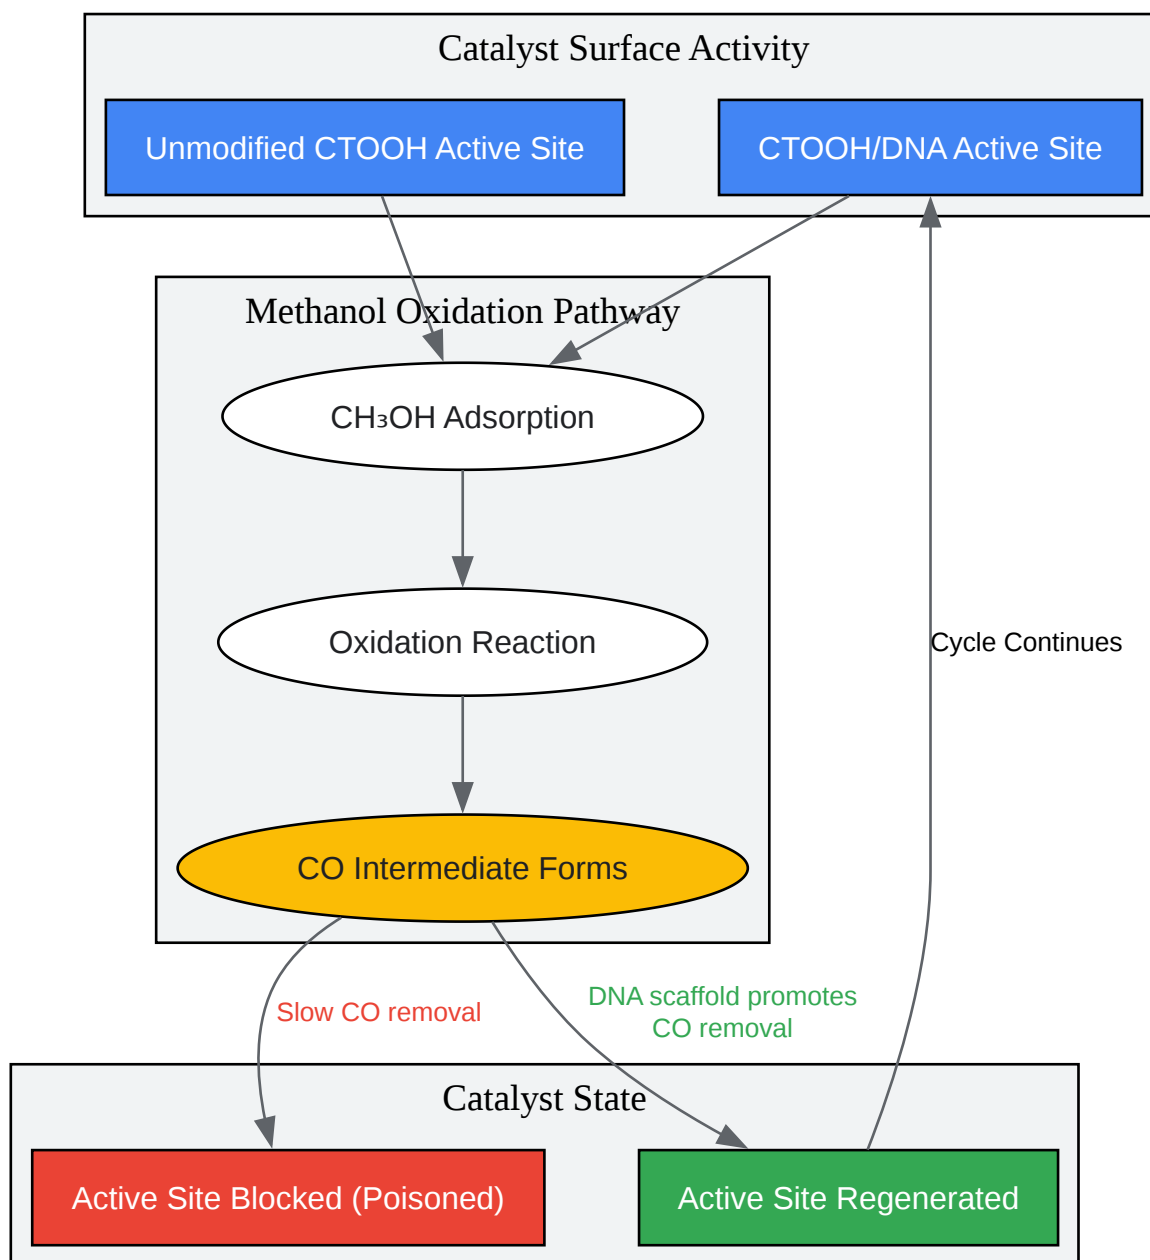 Catalyst Surface Activity
Unmodified CTOOH Active Site
CTOOH/DNA Active Site
Methanol Oxidation Pathway
CH₃OH Adsorption
Oxidation Reaction
Cycle Continues
CO Intermediate Forms
Slow CO removal
DNA scaffold promotes
CO removal
Catalyst State
Active Site Blocked (Poisoned)
Active Site Regenerated